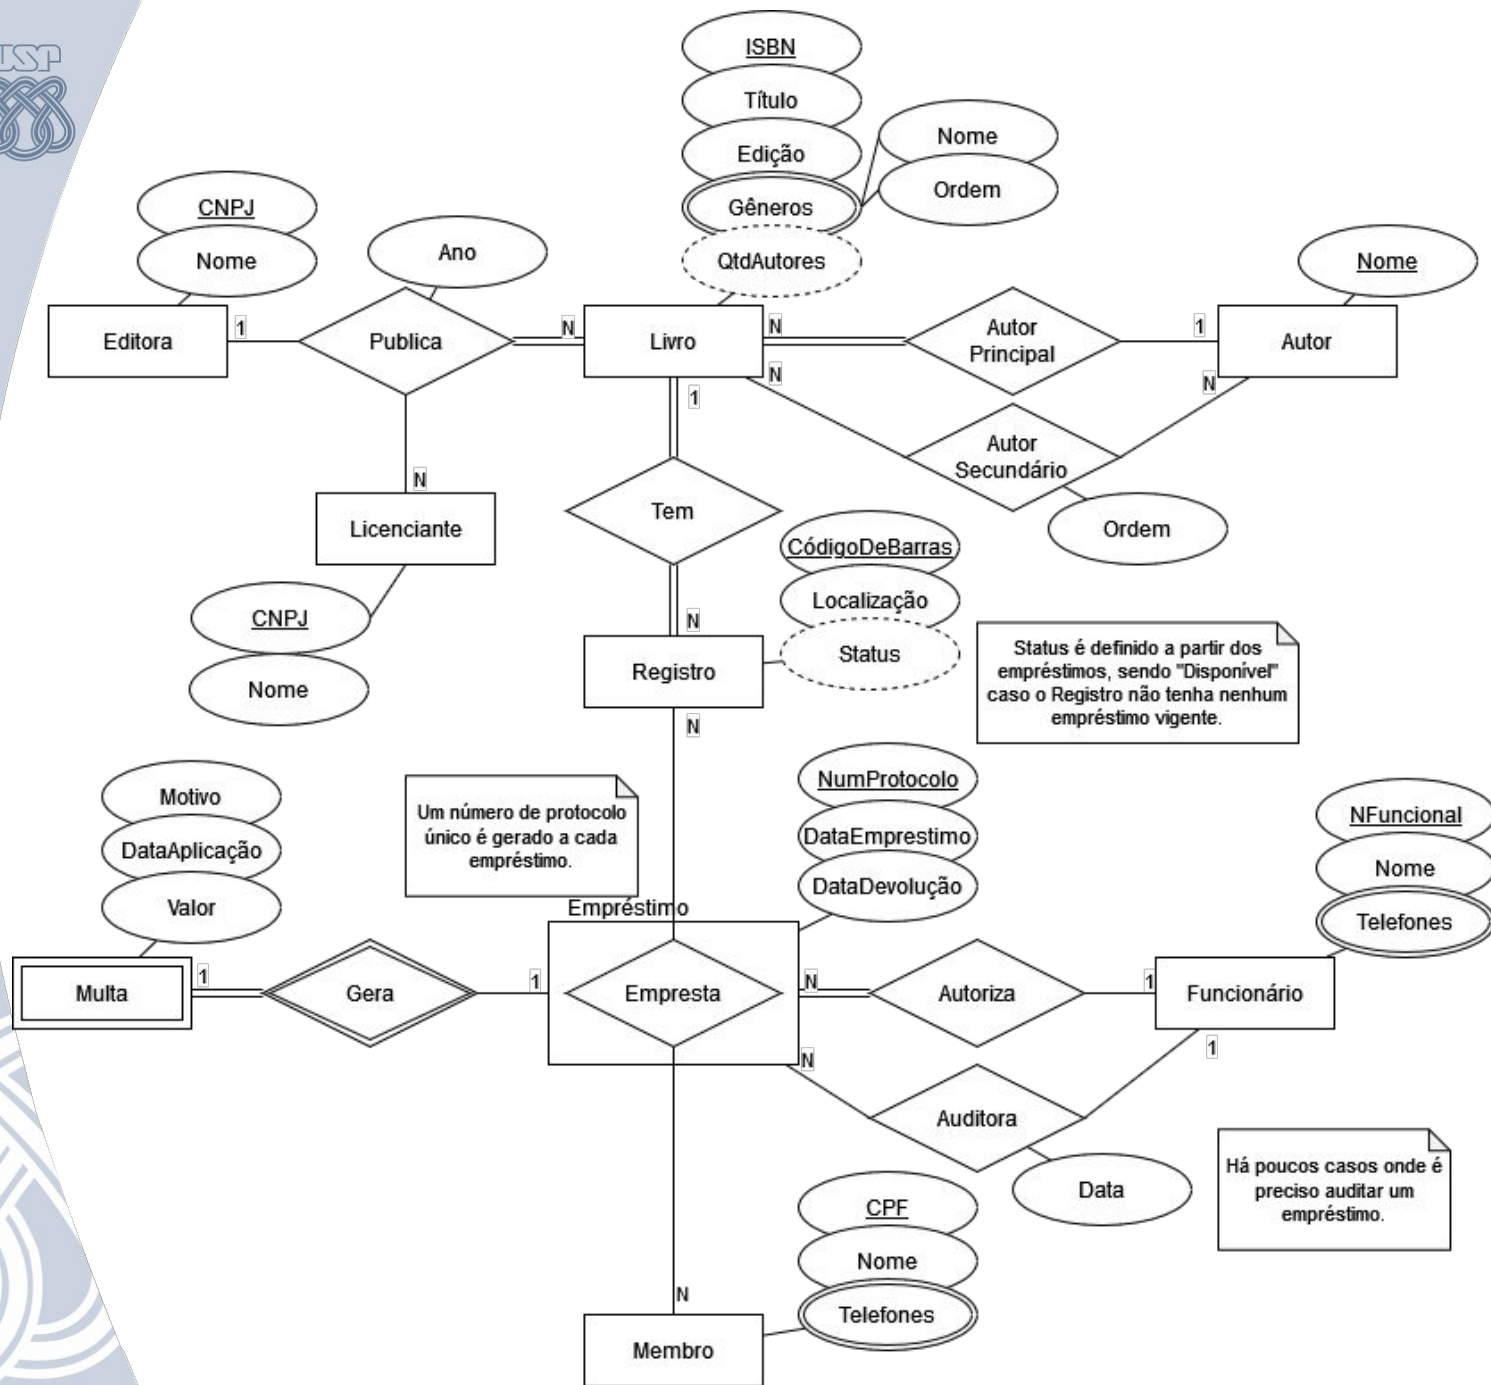 USP
ISBN
Título
Edição
Gêneros
QtdAutores
Nome
Ordem
CNPJ
Nome
Ano
Nome
Editora
1
Publica
N
Livro
N
Autor
Principal
1
Autor
N
1
N
Autor
Secundário
Ordem
N
Licenciante
CNPJ
Nome
Tem
CódigoDeBarras
Localização
Status
N
Registro
N
Status é definido a partir dos
empréstimos, sendo "Disponível"
caso o Registro não tenha nenhum
empréstimo vigente.
Motivo
DataAplicação
Valor
Um número de protocolo
único é gerado a cada
empréstimo.
NumProtocolo
DataEmprestimo
DataDevolução
NFuncional
Nome
Telefones
Empréstimo
Multa
1
Gera
1
Empresta
N
Autoriza
1
Funcionário
N
1
Auditora
Data
Há poucos casos onde é
preciso auditar um
empréstimo.
CPF
Nome
Telefones
N
Membro